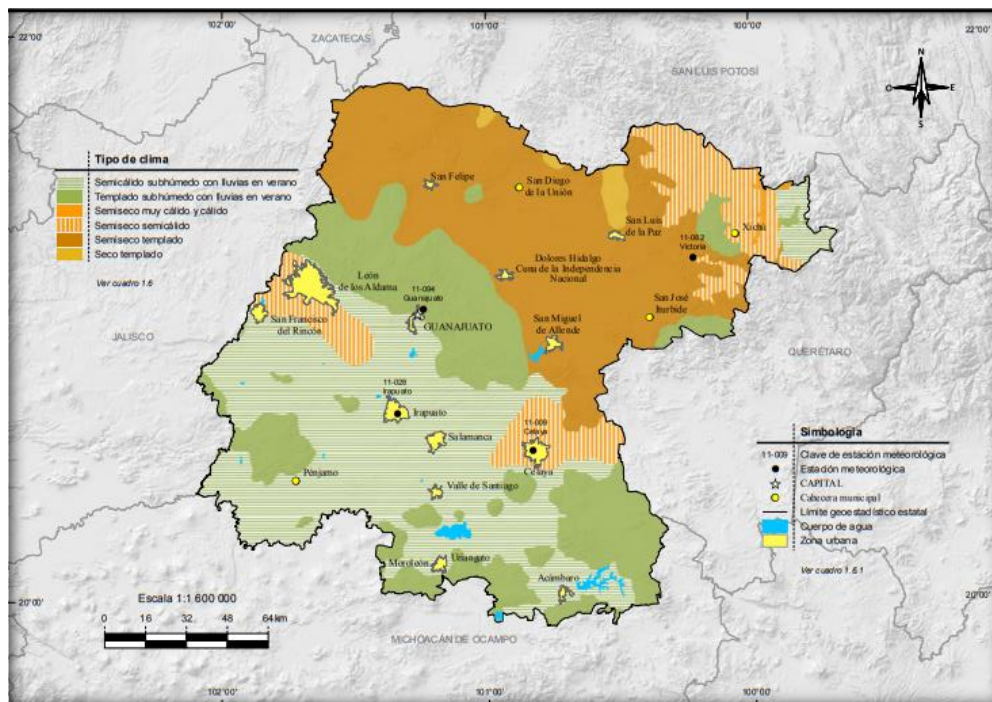 102°00'
101°00'
100°00'
22°00'
22°00'
ZACATECAS
SAN LUIS POTOSÍ
N
O
E
S
Tipo de clima
Semicálido subhúmedo con lluvias en verano
Templado subhúmedo con lluvias en verano
Semiseco muy cálido y cálido
Semiseco semicálido
Semiseco templado
Seco templado
Ver cuadro 1.6
San Felipe
San Diego
de la Unión
San Luis
de la Paz
Xichú
11-082
Victoria
Dolores Hidalgo
Cuna de la Independencia
Nacional
León
de los Aldama
11-094
Guanajuato
GUANAJUATO
San José
Iturbide
San Francisco
del Rincón
San Miguel
de Allende
JALISCO
QUERÉTARO
11-028
Irapuato
Irapuato
11-009
Celaya
Salamanca
Celaya
Pénjamo
Valle de Santiago
Moroleón
Uriangato
Acámbaro
Simbología
11-009
Clave de estación meteorológica
Estación meteorológica
CAPITAL
Cabecera municipal
Límite geoestadístico estatal
Cuerpo de agua
Zona urbana
Ver cuadro 1.6.1
20°00'
20°00'
Escala 1:1 600 000
0 16 32 48 64 km
MICHOACÁN DE OCAMPO
102°00'
101°00'
100°00'